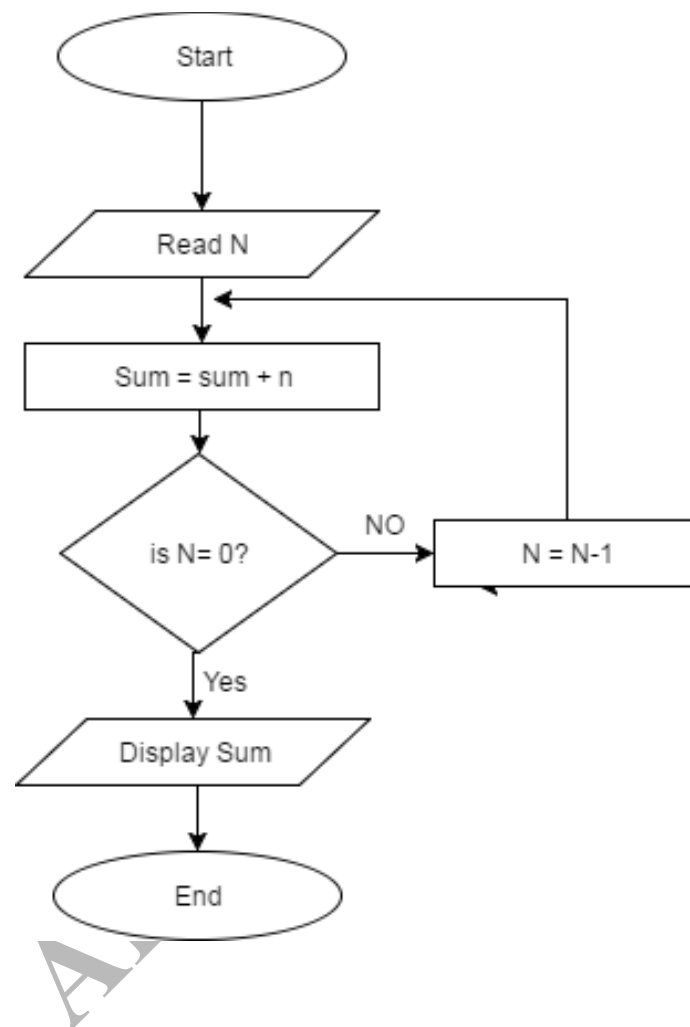 Start
Read N
Sum = sum + n
is N= 0?
NO
N = N-1
Yes
Display Sum
End